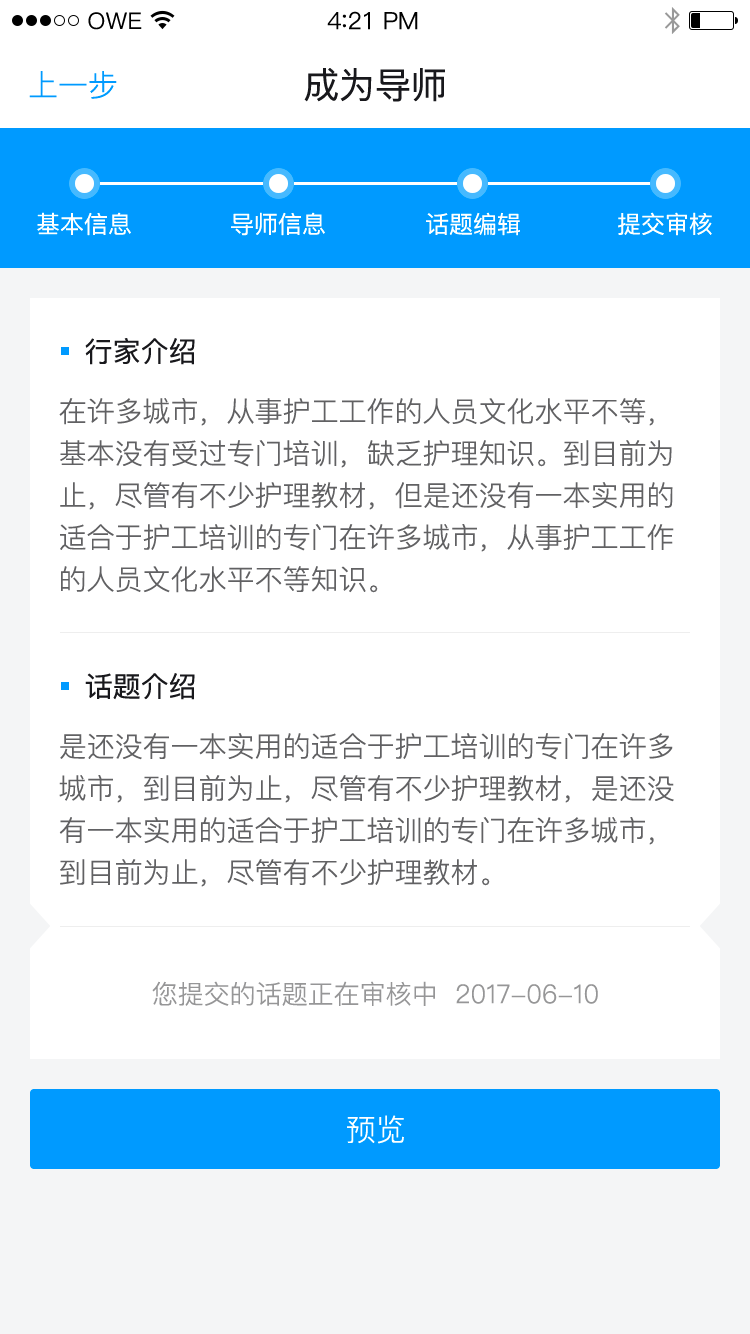 OWE 4:21 PM
上一步 成为导师
基本信息 导师信息 话题编辑 提交审核
行家介绍
在许多城市，从事护工工作的人员文化水平不等，
基本没有受过专门培训，缺乏护理知识。到目前为
止，尽管有不少护理教材，但是还没有一本实用的
适合于护工培训的专门在许多城市，从事护工工作
的人员文化水平不等知识。
话题介绍
是还没有一本实用的适合于护工培训的专门在许多
城市，到目前为止，尽管有不少护理教材，是还没
有一本实用的适合于护工培训的专门在许多城市，
到目前为止，尽管有不少护理教材。
您提交的话题正在审核中 2017-06-10
预览